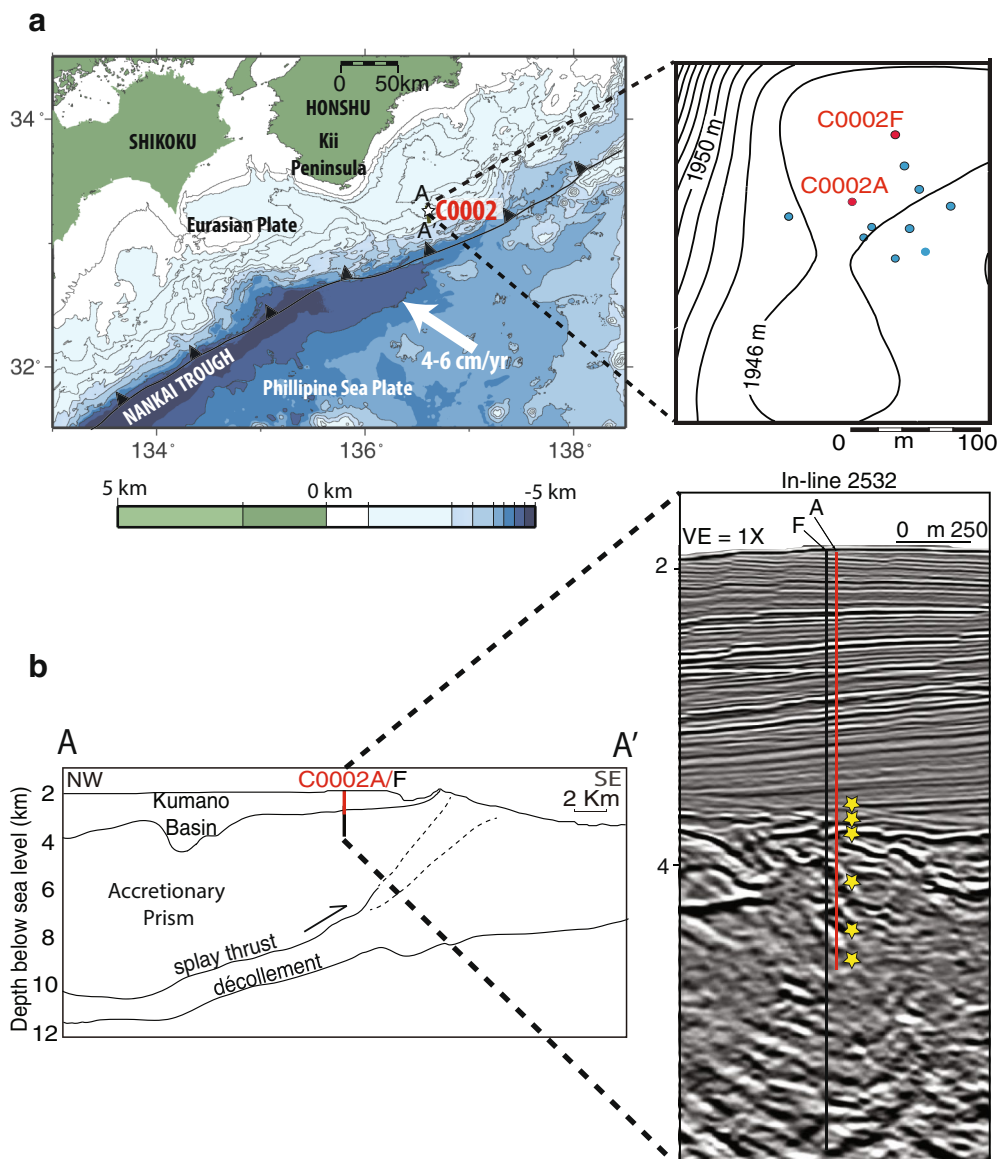 a
0 50km
34°
32°
134°
136°
138°
SHIKOKU
HONSHU
Kii
Peninsula
Eurasian Plate
A
C0002
A'
4-6 cm/yr
NANKAI TROUGH
Phillipine Sea Plate
5 km 0 km -5 km
C0002F
C0002A
1950 m
1946 m
0 m 100
In-line 2532
A
F
VE = 1X
0 m 250
2
4
b
A A'
NW C0002A/F SE
2 Km
Kumano
Basin
Accretionary
Prism
splay thrust
décollement
Depth below sea level (km)
2
4
6
8
10
12